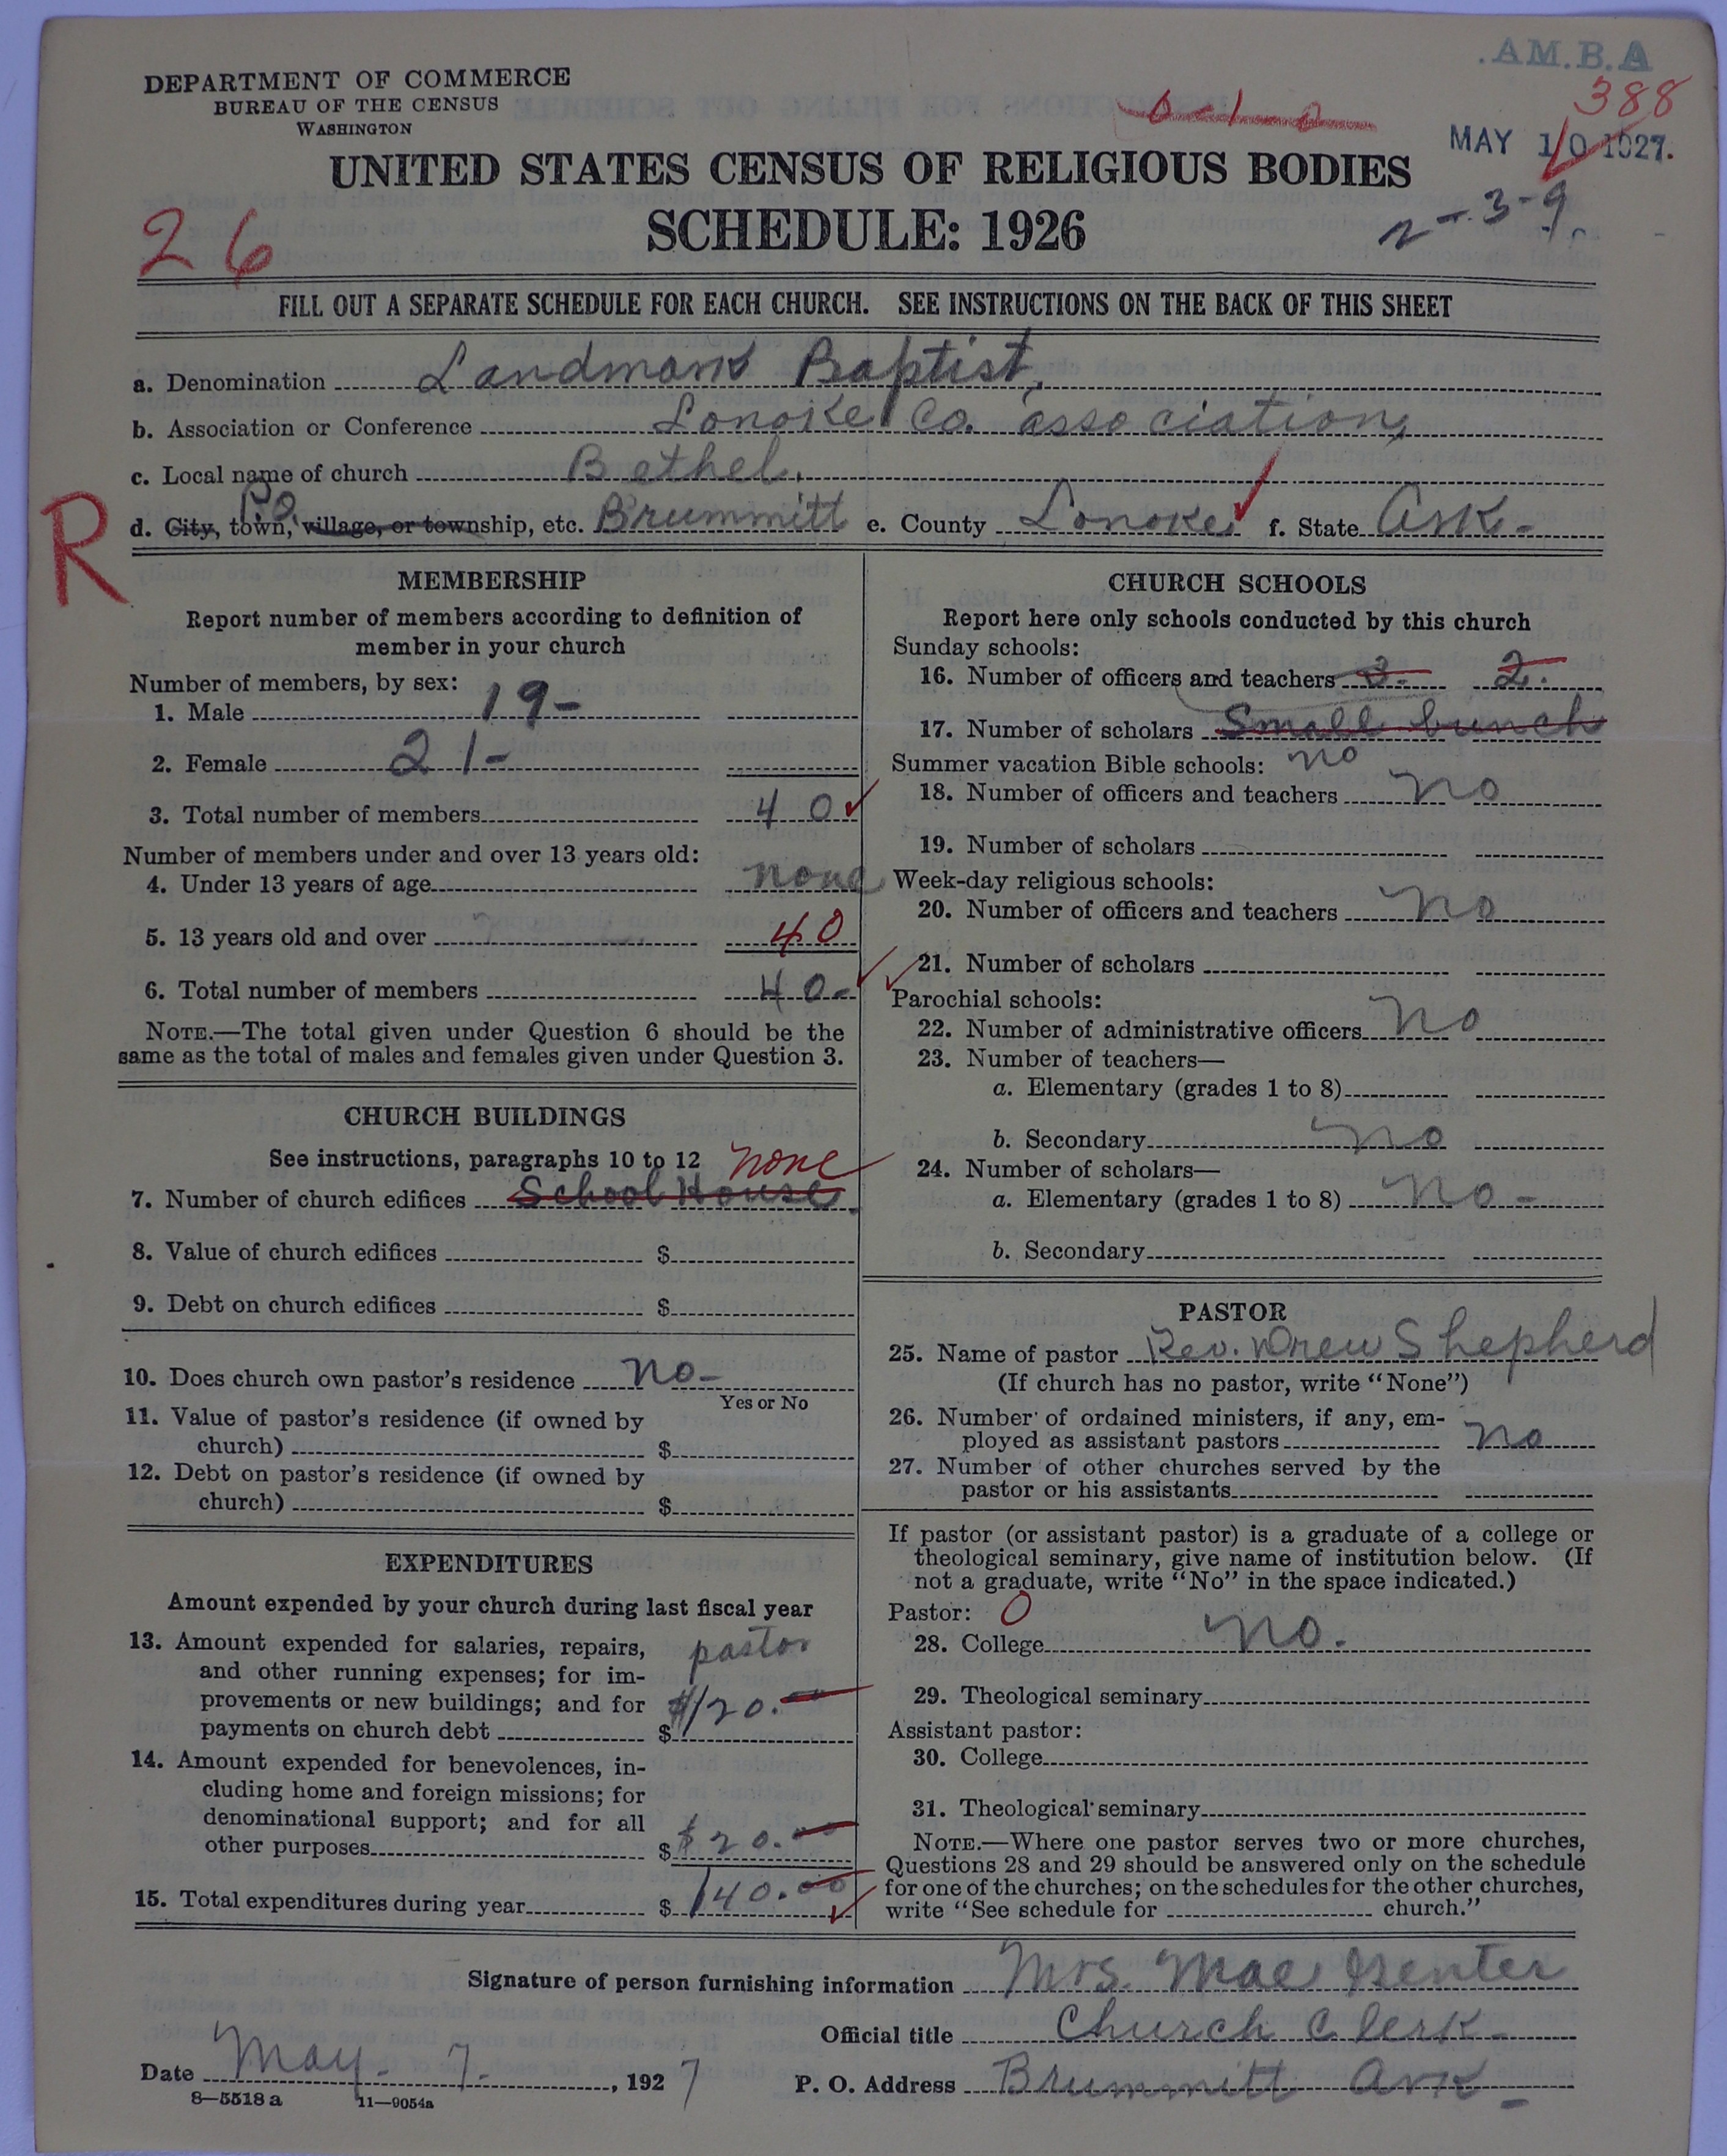 .A.M.B.A
388
DEPARTMENT OF COMMERCE
BUREAU OF THE CENSUS
WASHINGTON
MAY 10 1927.
UNITED STATES CENSUS OF RELIGIOUS BODIES
SCHEDULE: 1926
2-3-9
26
FILL OUT A SEPARATE SCHEDULE FOR EACH CHURCH. SEE INSTRUCTIONS ON THE BACK OF THIS SHEET
a. Denomination Landmark Baptist,
b. Association or Conference Lonoke Co. association,
c. Local name of church Bethel.
P.O.
R
d. City, town, village, or township, etc. Brummitt e. County Lonoke f. State Ark-
MEMBERSHIP
Report number of members according to definition of
member in your church
Number of members, by sex:
1. Male 19-
2. Female 21-
3. Total number of members 40
Number of members under and over 13 years old:
4. Under 13 years of age none
5. 13 years old and over 40
6. Total number of members 40-
NOTE.—The total given under Question 6 should be the
same as the total of males and females given under Question 3.
CHURCH BUILDINGS
See instructions, paragraphs 10 to 12 none
7. Number of church edifices School House.
8. Value of church edifices $
9. Debt on church edifices $
10. Does church own pastor's residence no-
Yes or No
11. Value of pastor's residence (if owned by
church) $
12. Debt on pastor's residence (if owned by
church) $
EXPENDITURES
Amount expended by your church during last fiscal year
13. Amount expended for salaries, repairs, pastor
and other running expenses; for im-
provements or new buildings; and for $120.00
payments on church debt $
14. Amount expended for benevolences, in-
cluding home and foreign missions; for
denominational support; and for all
other purposes $ $20.00
15. Total expenditures during year $ 140.00
CHURCH SCHOOLS
Report here only schools conducted by this church
Sunday schools:
16. Number of officers and teachers 3. 2.
17. Number of scholars Small bunch
Summer vacation Bible schools: no
18. Number of officers and teachers no
19. Number of scholars
Week-day religious schools:
20. Number of officers and teachers no
21. Number of scholars
Parochial schools:
22. Number of administrative officers no
23. Number of teachers—
a. Elementary (grades 1 to 8)
b. Secondary no
24. Number of scholars—
a. Elementary (grades 1 to 8) no-
b. Secondary
PASTOR
25. Name of pastor Rev. Drew Shepherd
(If church has no pastor, write "None")
26. Number of ordained ministers, if any, em-
ployed as assistant pastors no
27. Number of other churches served by the
pastor or his assistants
If pastor (or assistant pastor) is a graduate of a college or
theological seminary, give name of institution below. (If
not a graduate, write "No" in the space indicated.)
Pastor: 0
28. College no.
29. Theological seminary
Assistant pastor:
30. College
31. Theological seminary
NOTE.—Where one pastor serves two or more churches,
Questions 28 and 29 should be answered only on the schedule
for one of the churches; on the schedules for the other churches,
write "See schedule for church."
Signature of person furnishing information Mrs. Mae
Official title Church Clerk-
Date May-7-, 1927 P. O. Address Brummitt Ark-
8—5518 a 11—9054a